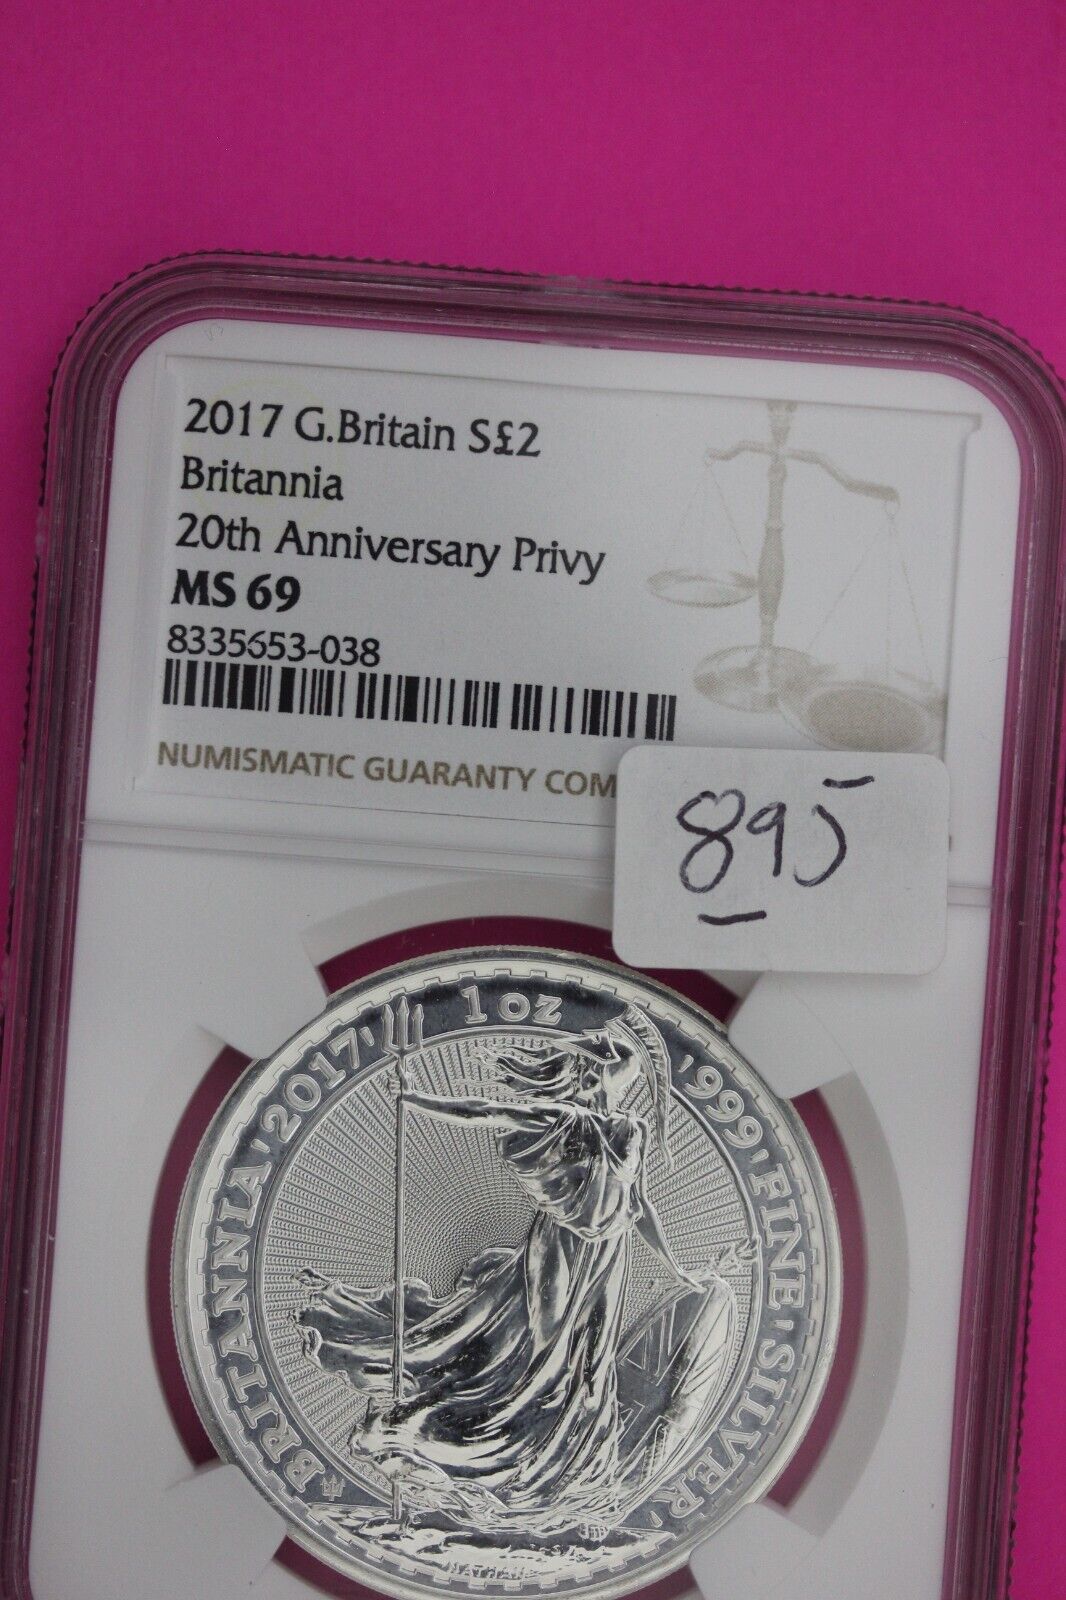 2017 G.Britain S£2
Britannia
20th Anniversary Privy
MS 69
8335653-038
NUMISMATIC GUARANTY COM
895
BRITANNIA ' 2017 ' 1 OZ ' 999 ' FINE ' SILVER '
NATHAN